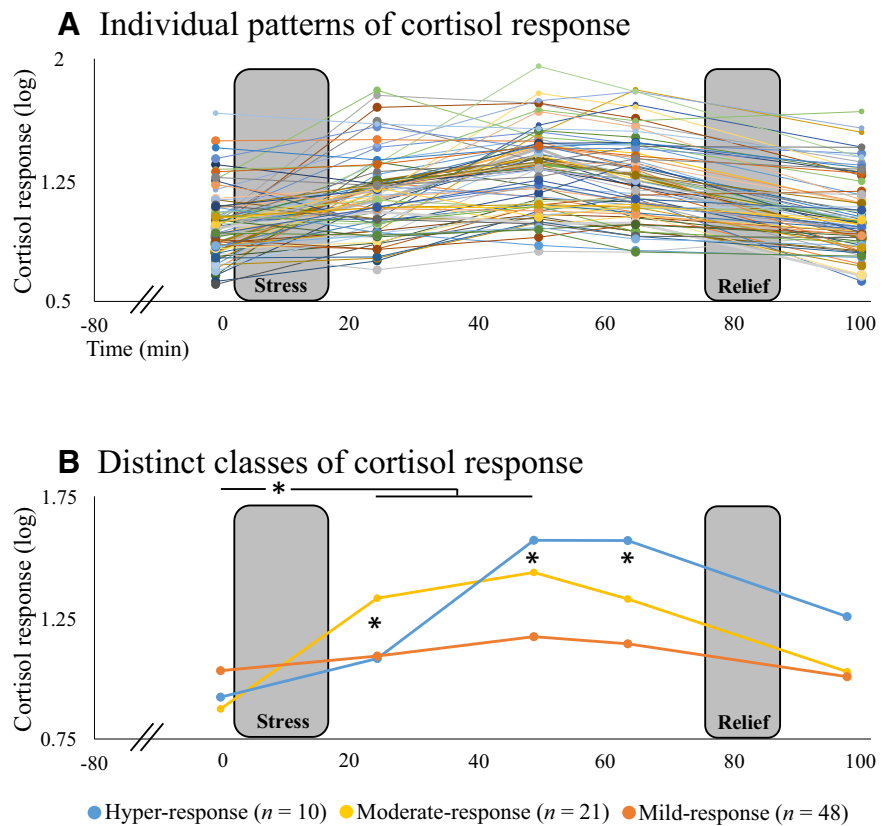 A Individual patterns of cortisol response
Cortisol response (log)
2
1.25
0.5
Stress
Relief
-80 0 20 40 60 80 100
Time (min)
B Distinct classes of cortisol response
Cortisol response (log)
1.75
1.25
0.75
*
*
*
*
Stress
Relief
-80 0 20 40 60 80 100
Hyper-response (n = 10) Moderate-response (n = 21) Mild-response (n = 48)